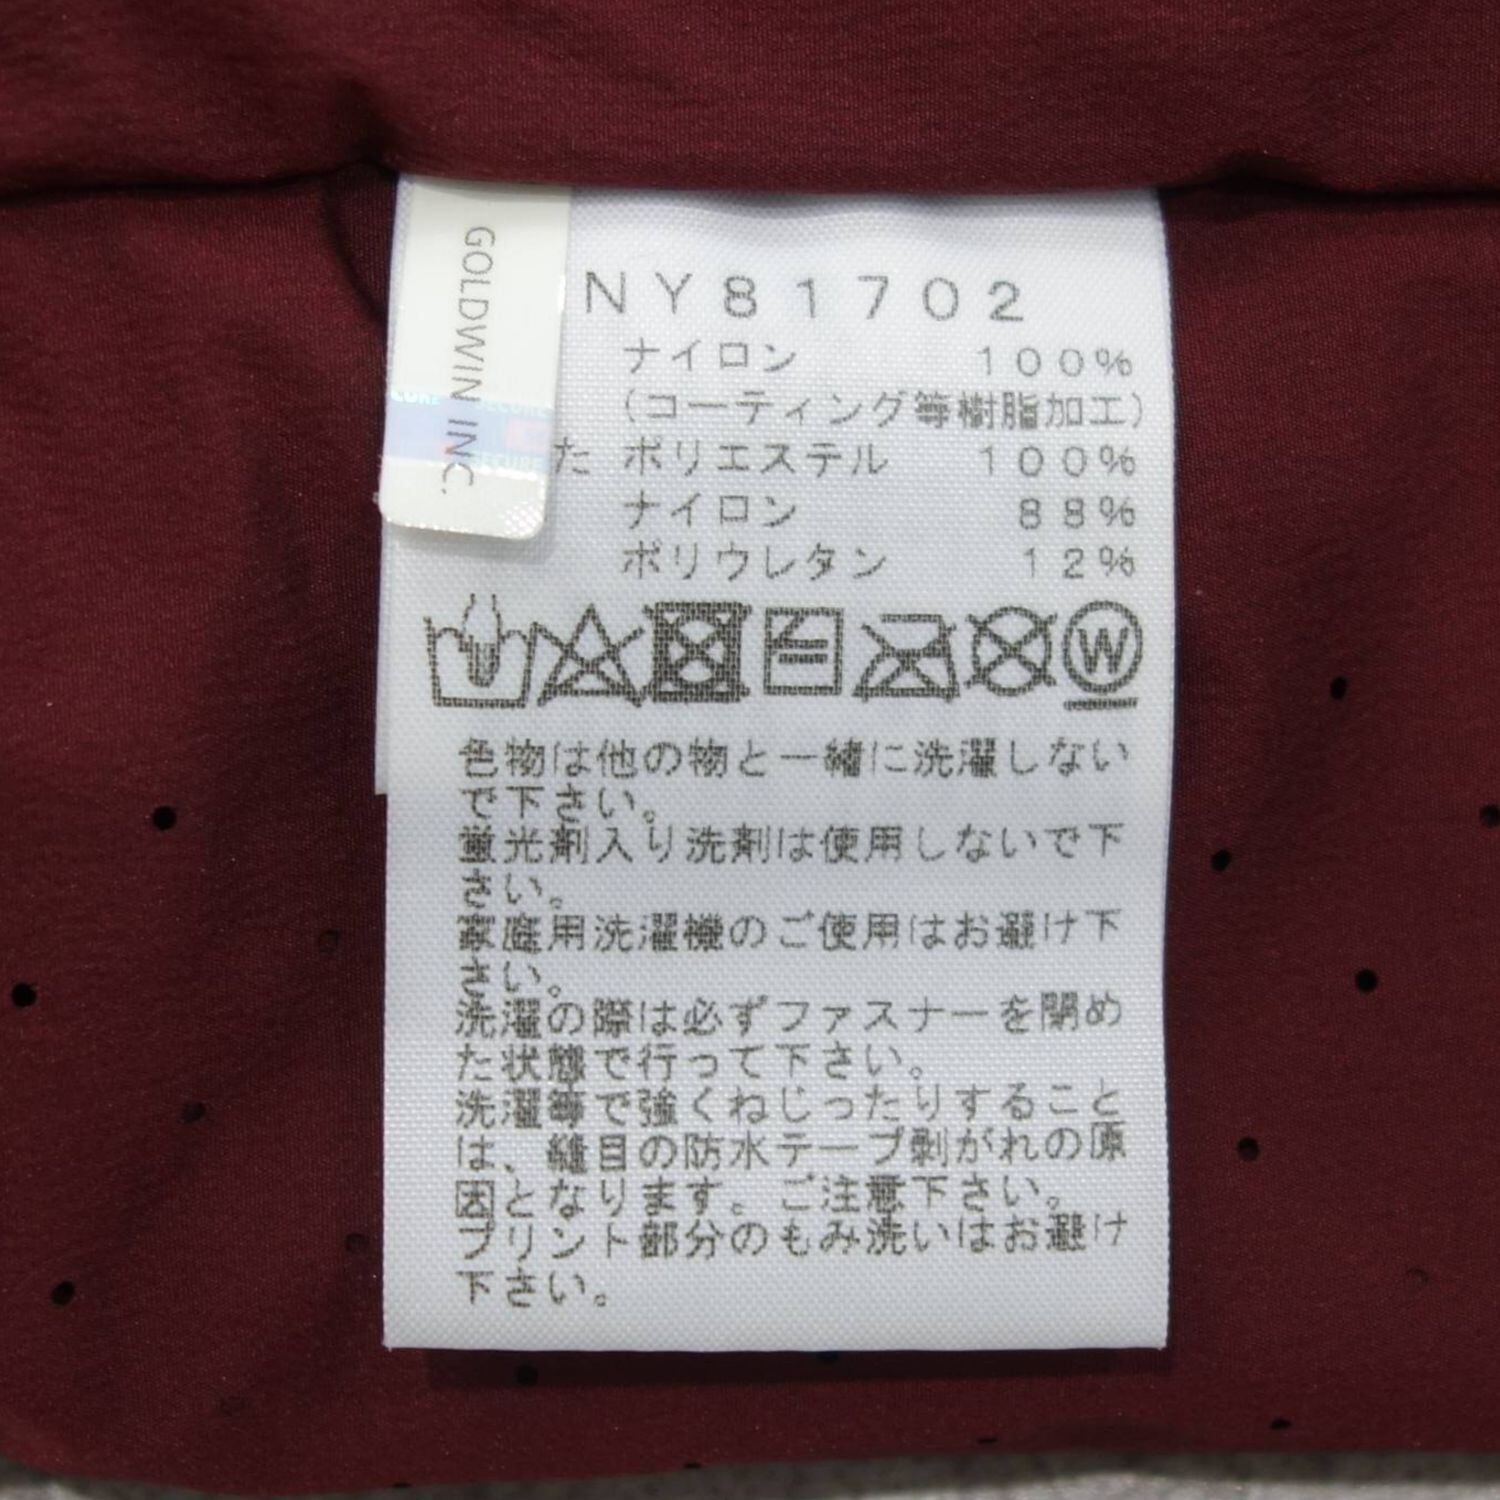 GOLDWIN INC.
NY81702
ナイロン 100%
(コーティング等樹脂加工)
た ポリエステル 100%
ナイロン 88%
ポリウレタン 12%
W
色物は他の物と一緒に洗濯しない
で下さい。
蛍光剤入り洗剤は使用しないで下
さい。
家庭用洗濯機のご使用はお避け下
さい。
洗濯の際は必ずファスナーを閉め
た状態で行って下さい。
洗濯等で強くねじったりすること
は、縫目の防水テープ剥がれの原
因となります。ご注意下さい。
プリント部分のもみ洗いはお避け
下さい。